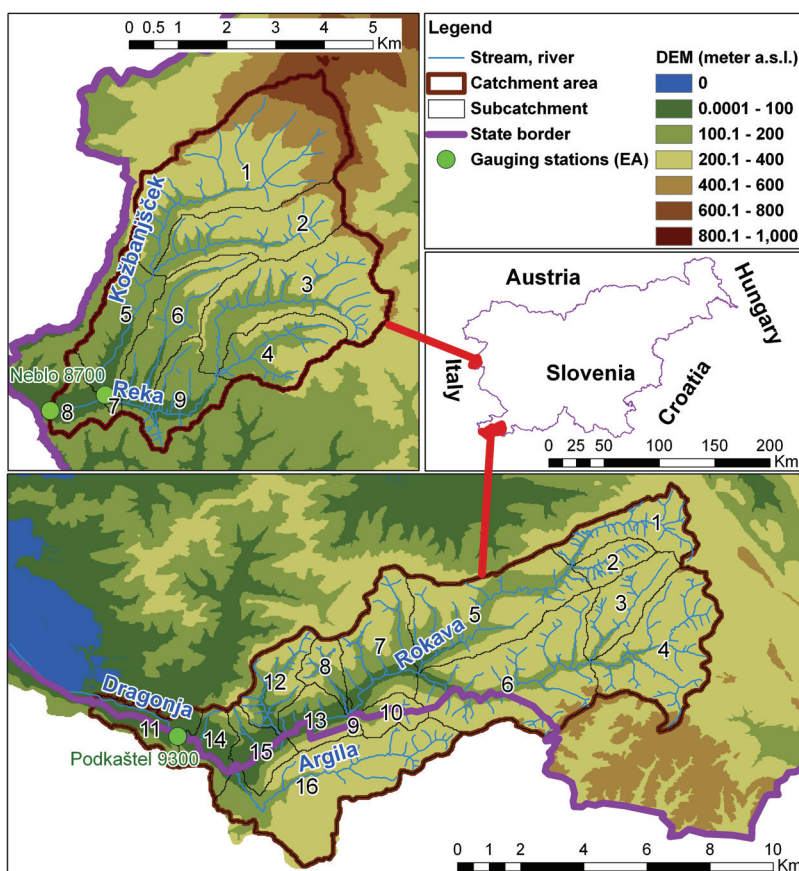 0 0.5 1 2 3 4 5
Km
1
2
3
4
5
6
7
8
9
Kožbanjšček
Reka
Neblo 8700
Legend
Stream, river
Catchment area
Subcatchment
State border
Gauging stations (EA)
DEM (meter a.s.l.)
0
0.0001 - 100
100.1 - 200
200.1 - 400
400.1 - 600
600.1 - 800
800.1 - 1,000
Austria
Hungary
Italy
Slovenia
Croatia
0 25 50 100 150 200
Km
1
2
3
4
5
6
7
8
9
10
11
12
13
14
15
16
Rokava
Dragonja
Argila
Podkaštel 9300
0 1 2 4 6 8 10
Km